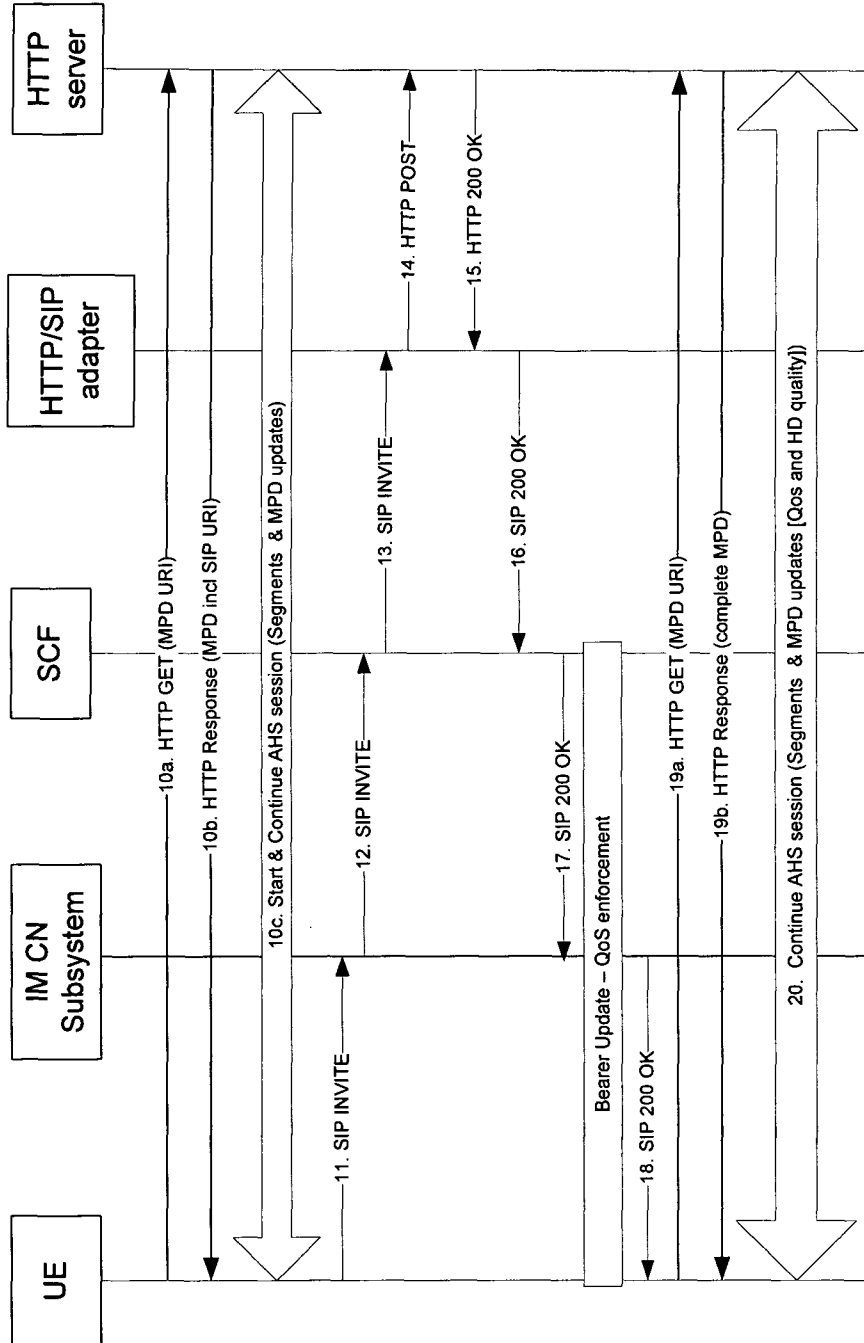 UE
IM CN
Subsystem
SCF
HTTP/SIP
adapter
HTTP
server
10a. HTTP GET (MPD URI)
10b. HTTP Response (MPD incl SIP URI)
10c. Start & Continue AHS session (Segments & MPD updates)
11. SIP INVITE
12. SIP INVITE
13. SIP INVITE
14. HTTP POST
15. HTTP 200 OK
16. SIP 200 OK
17. SIP 200 OK
Bearer Update – QoS enforcement
18. SIP 200 OK
19a. HTTP GET (MPD URI)
19b. HTTP Response (complete MPD)
20. Continue AHS session (Segments & MPD updates [Qos and HD quality])